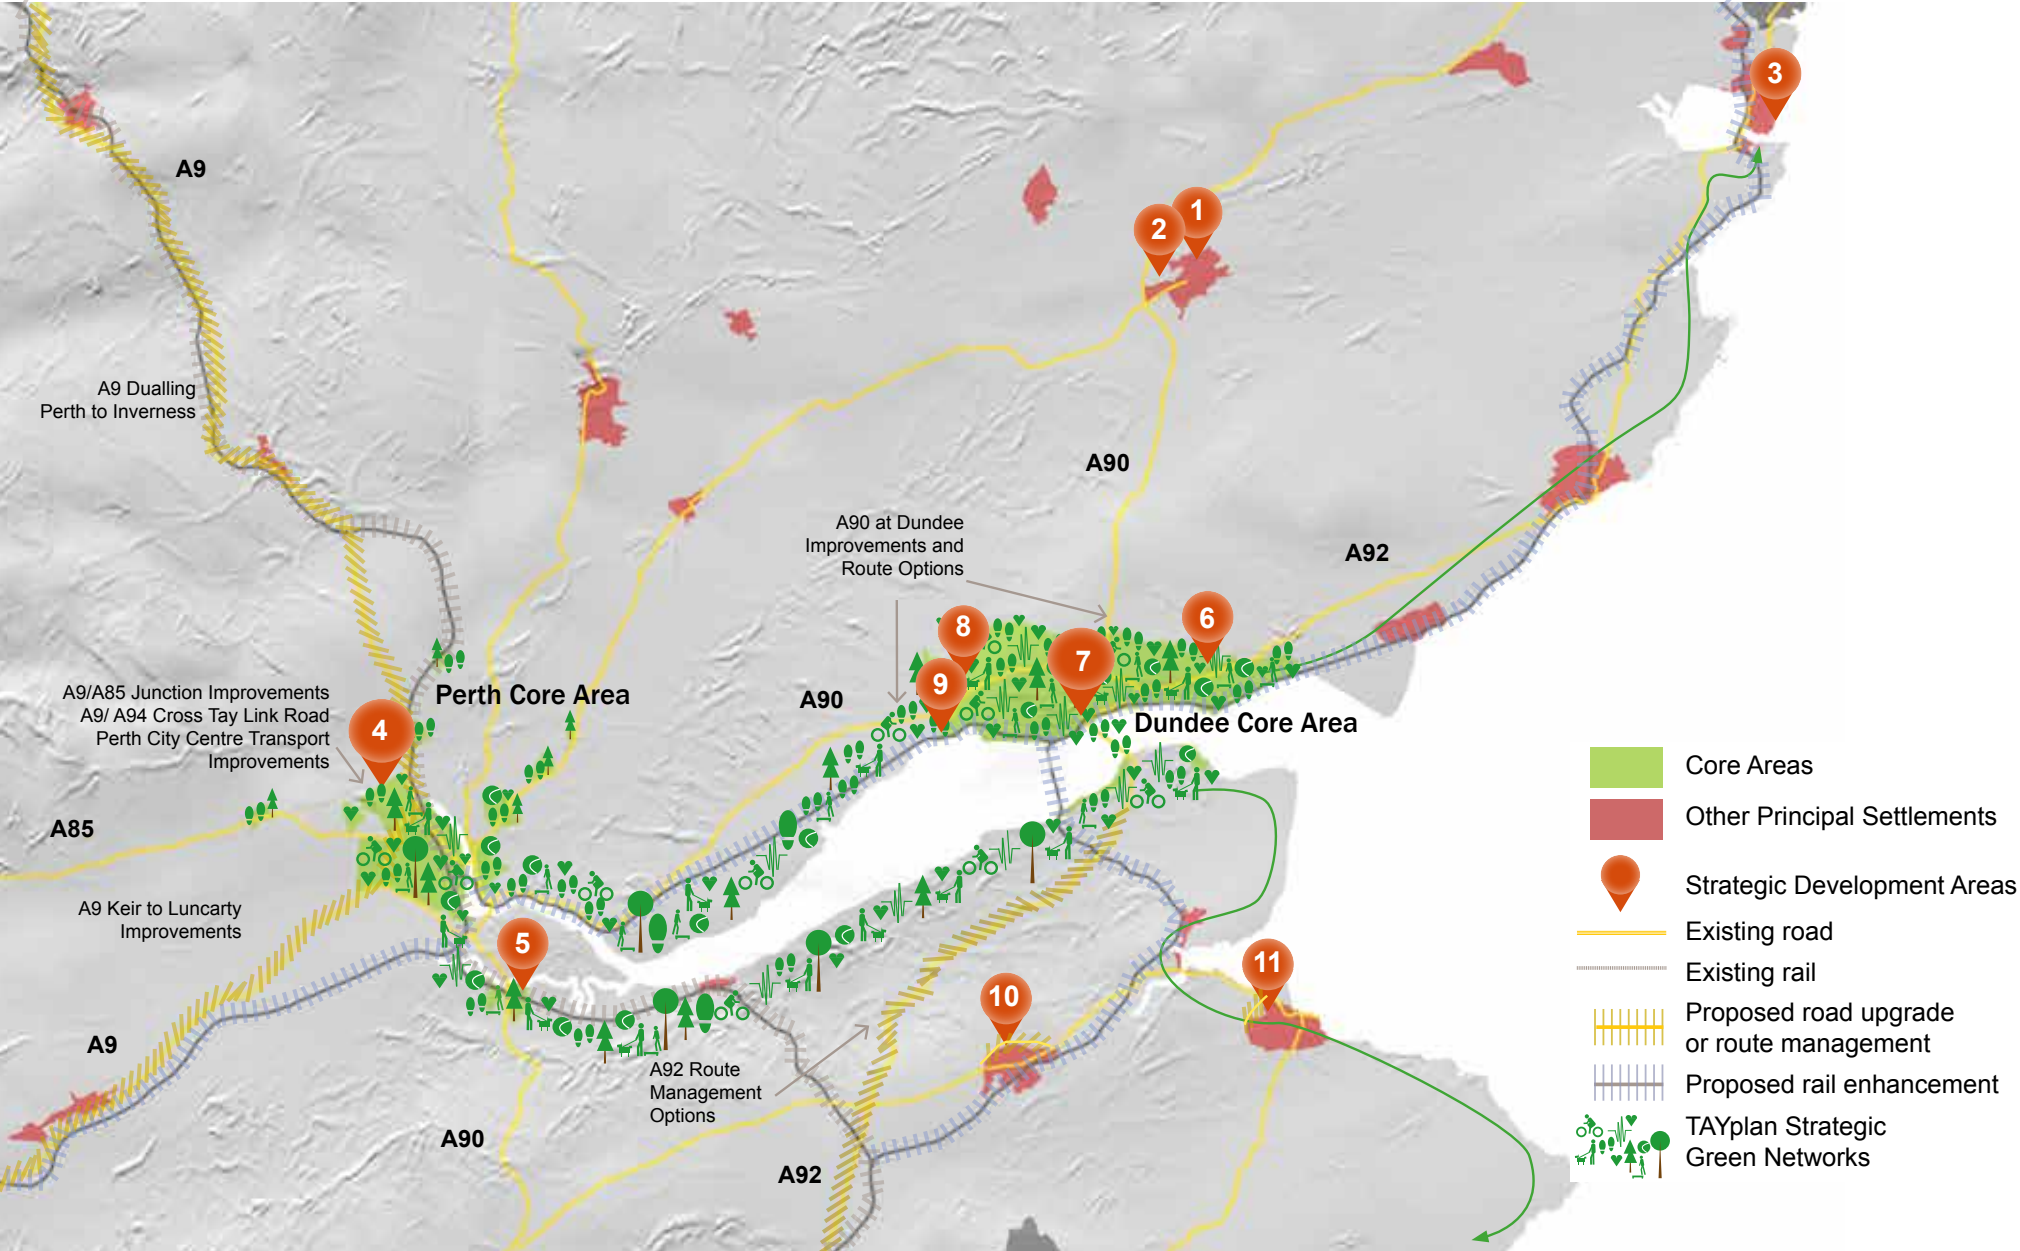 3
A9
1
2
A9 Dualling
Perth to Inverness
A90
A90 at Dundee
Improvements and
Route Options
A92
6
8
7
9
A9/A85 Junction Improvements
A9/ A94 Cross Tay Link Road
Perth City Centre Transport
Improvements
Perth Core Area
A90
4
Dundee Core Area
A85
A9 Keir to Luncarty
Improvements
5
11
10
A9
A92 Route
Management
Options
A90
A92
Core Areas
Other Principal Settlements
Strategic Development Areas
Existing road
Existing rail
Proposed road upgrade
or route management
Proposed rail enhancement
TAYplan Strategic
Green Networks